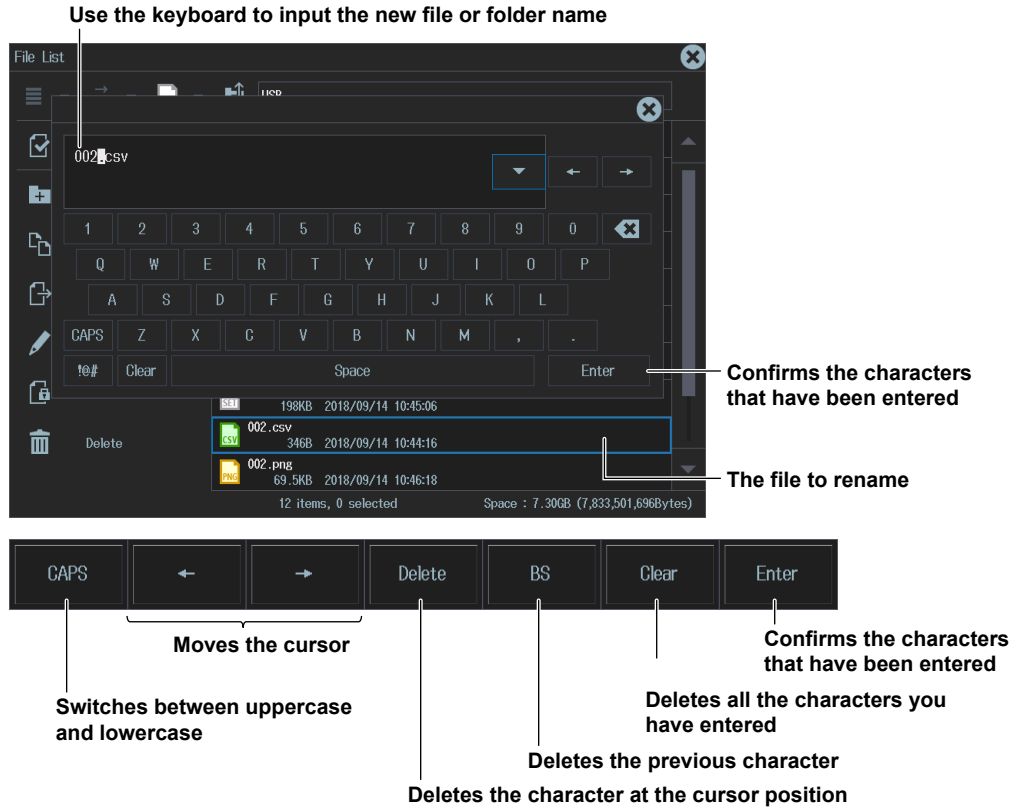 Use the keyboard to input the new file or folder name
File List
USB
002.csv
1 2 3 4 5 6 7 8 9 0
Q W E R T Y U I O P
A S D F G H J K L
CAPS Z X C V B N M , .
!@# Clear Space Enter
Confirms the characters
that have been entered
SET
198KB 2018/09/14 10:45:06
Delete
CSV
002.csv
346B 2018/09/14 10:44:16
PNG
002.png
69.5KB 2018/09/14 10:46:18
The file to rename
12 items, 0 selected Space : 7.30GB (7,833,501,696Bytes)
CAPS ← → Delete BS Clear Enter
Moves the cursor
Confirms the characters
that have been entered
Switches between uppercase
and lowercase
Deletes all the characters you
have entered
Deletes the previous character
Deletes the character at the cursor position